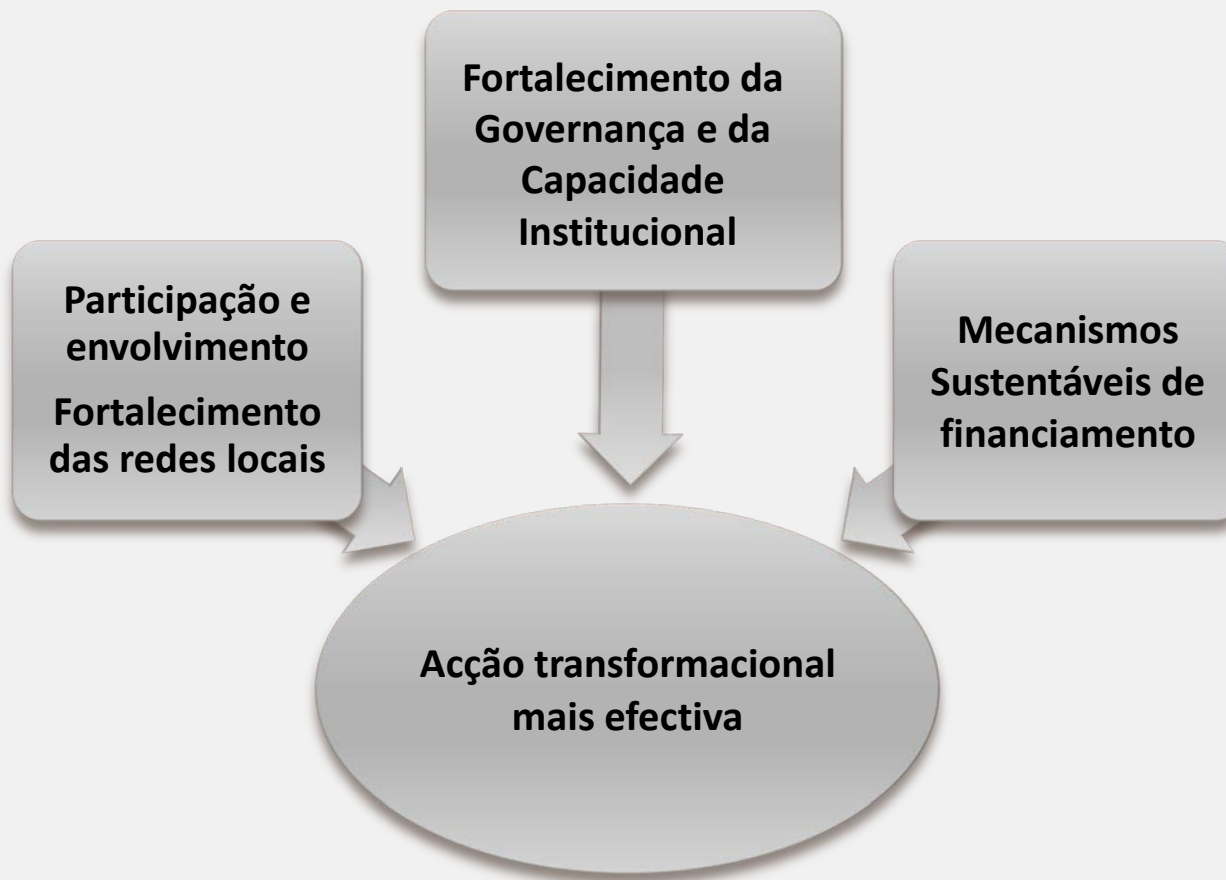 Fortalecimento da
Governança e da
Capacidade
Institucional
Participação e
envolvimento
Fortalecimento
das redes locais
Mecanismos
Sustentáveis de
financiamento
Acção transformacional
mais efectiva